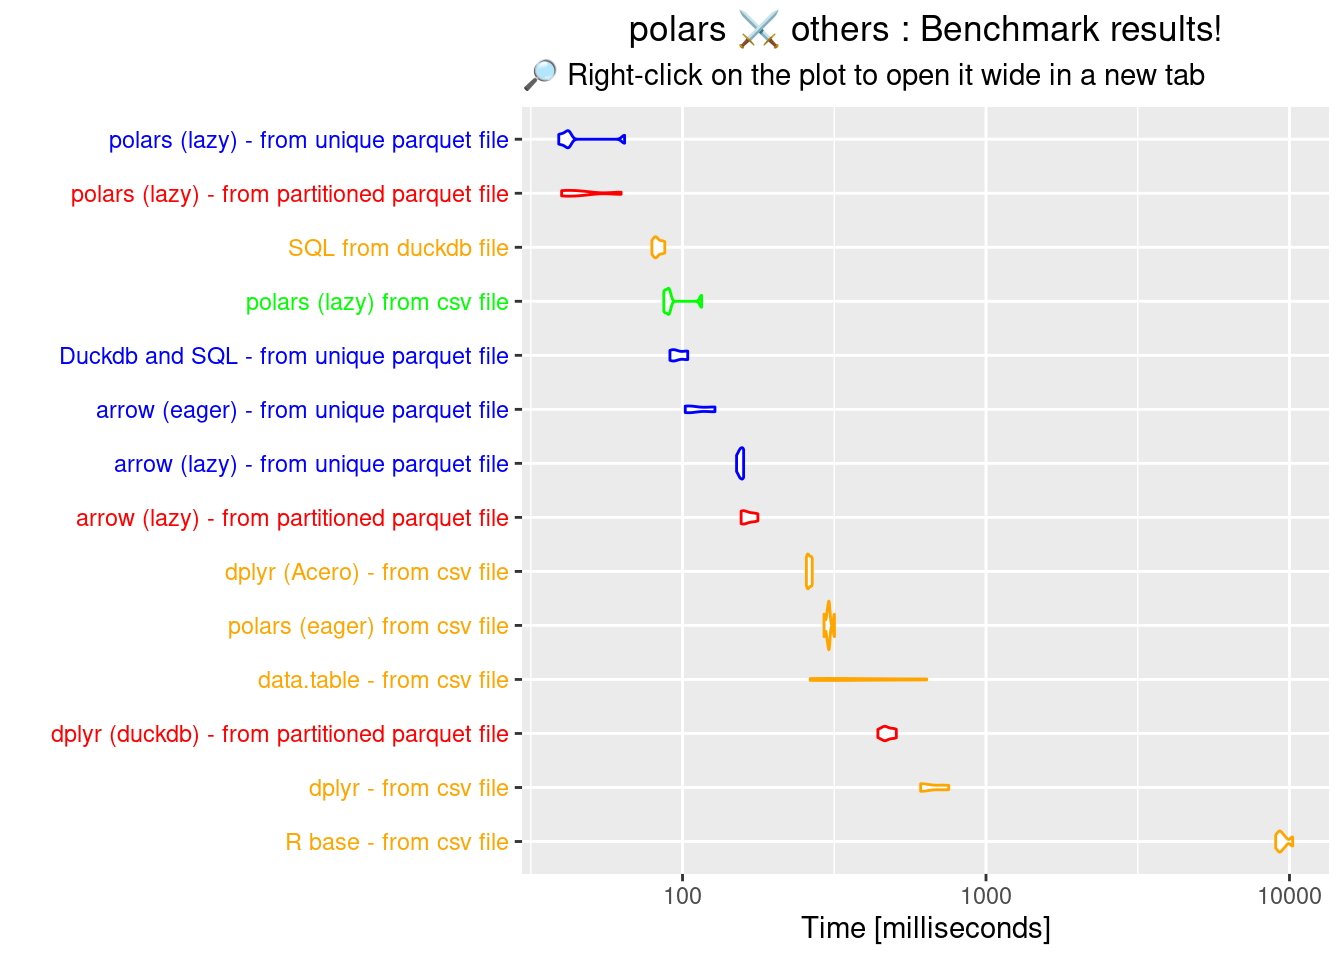 polars ⚔️ others : Benchmark results!
🔎 Right-click on the plot to open it wide in a new tab
polars (lazy) - from unique parquet file
polars (lazy) - from partitioned parquet file
SQL from duckdb file
polars (lazy) from csv file
Duckdb and SQL - from unique parquet file
arrow (eager) - from unique parquet file
arrow (lazy) - from unique parquet file
arrow (lazy) - from partitioned parquet file
dplyr (Acero) - from csv file
polars (eager) from csv file
data.table - from csv file
dplyr (duckdb) - from partitioned parquet file
dplyr - from csv file
R base - from csv file
100 1000 10000
Time [milliseconds]